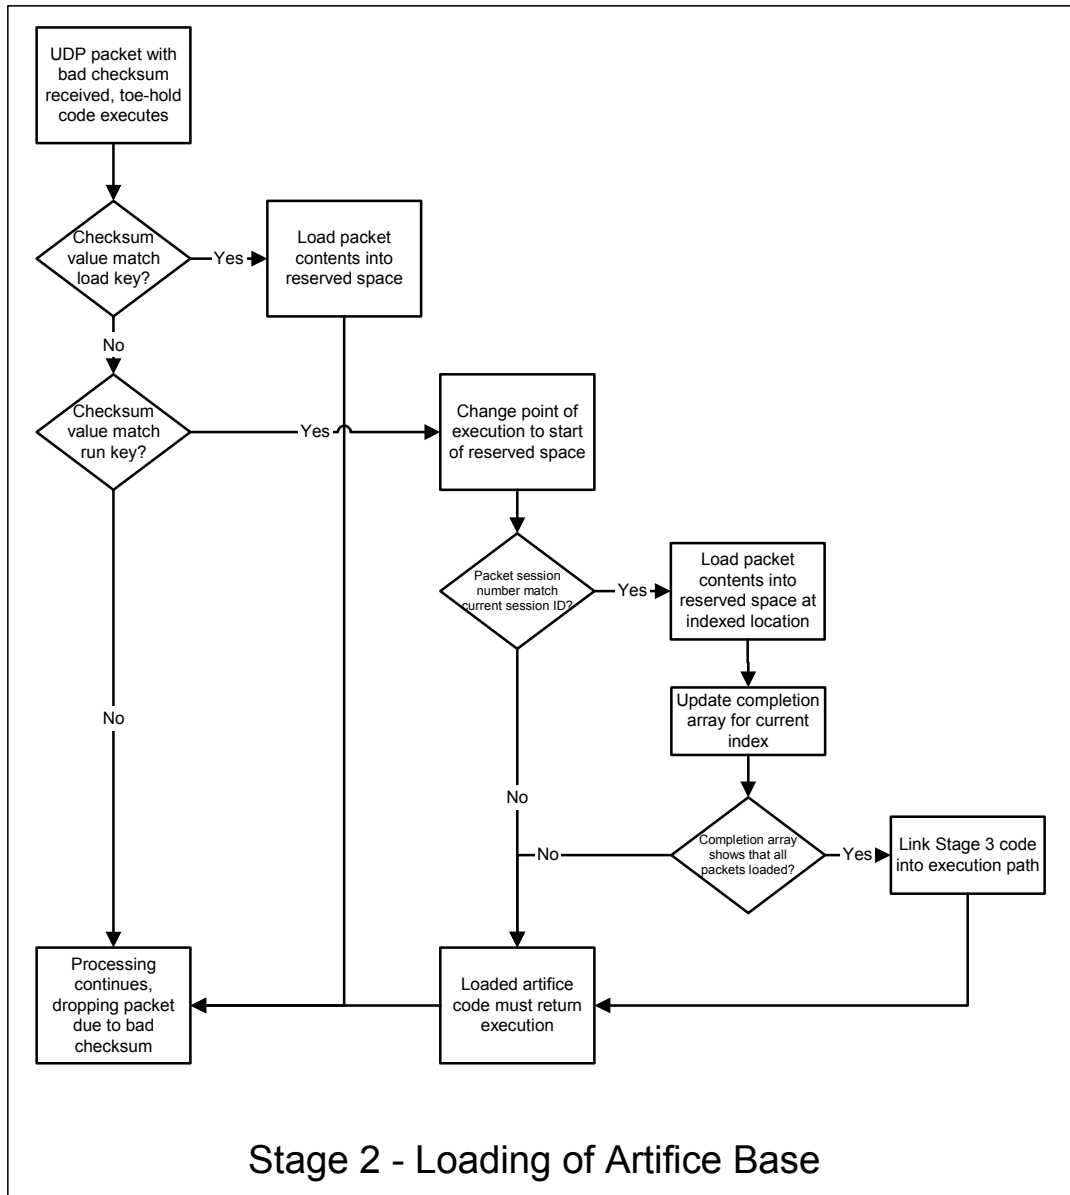 UDP packet with
bad checksum
received, toe-hold
code executes
Checksum
value match
load key?
Yes
Load packet
contents into
reserved space
No
Checksum
value match
run key?
Yes
Change point of
execution to start
of reserved space
Packet session
number match
current session ID?
Yes
Load packet
contents into
reserved space at
indexed location
Update completion
array for current
index
No
No
Completion array
shows that all
packets loaded?
No
Yes
Link Stage 3 code
into execution path
Processing
continues,
dropping packet
due to bad
checksum
Loaded artifice
code must return
execution
Stage 2 - Loading of Artifice Base